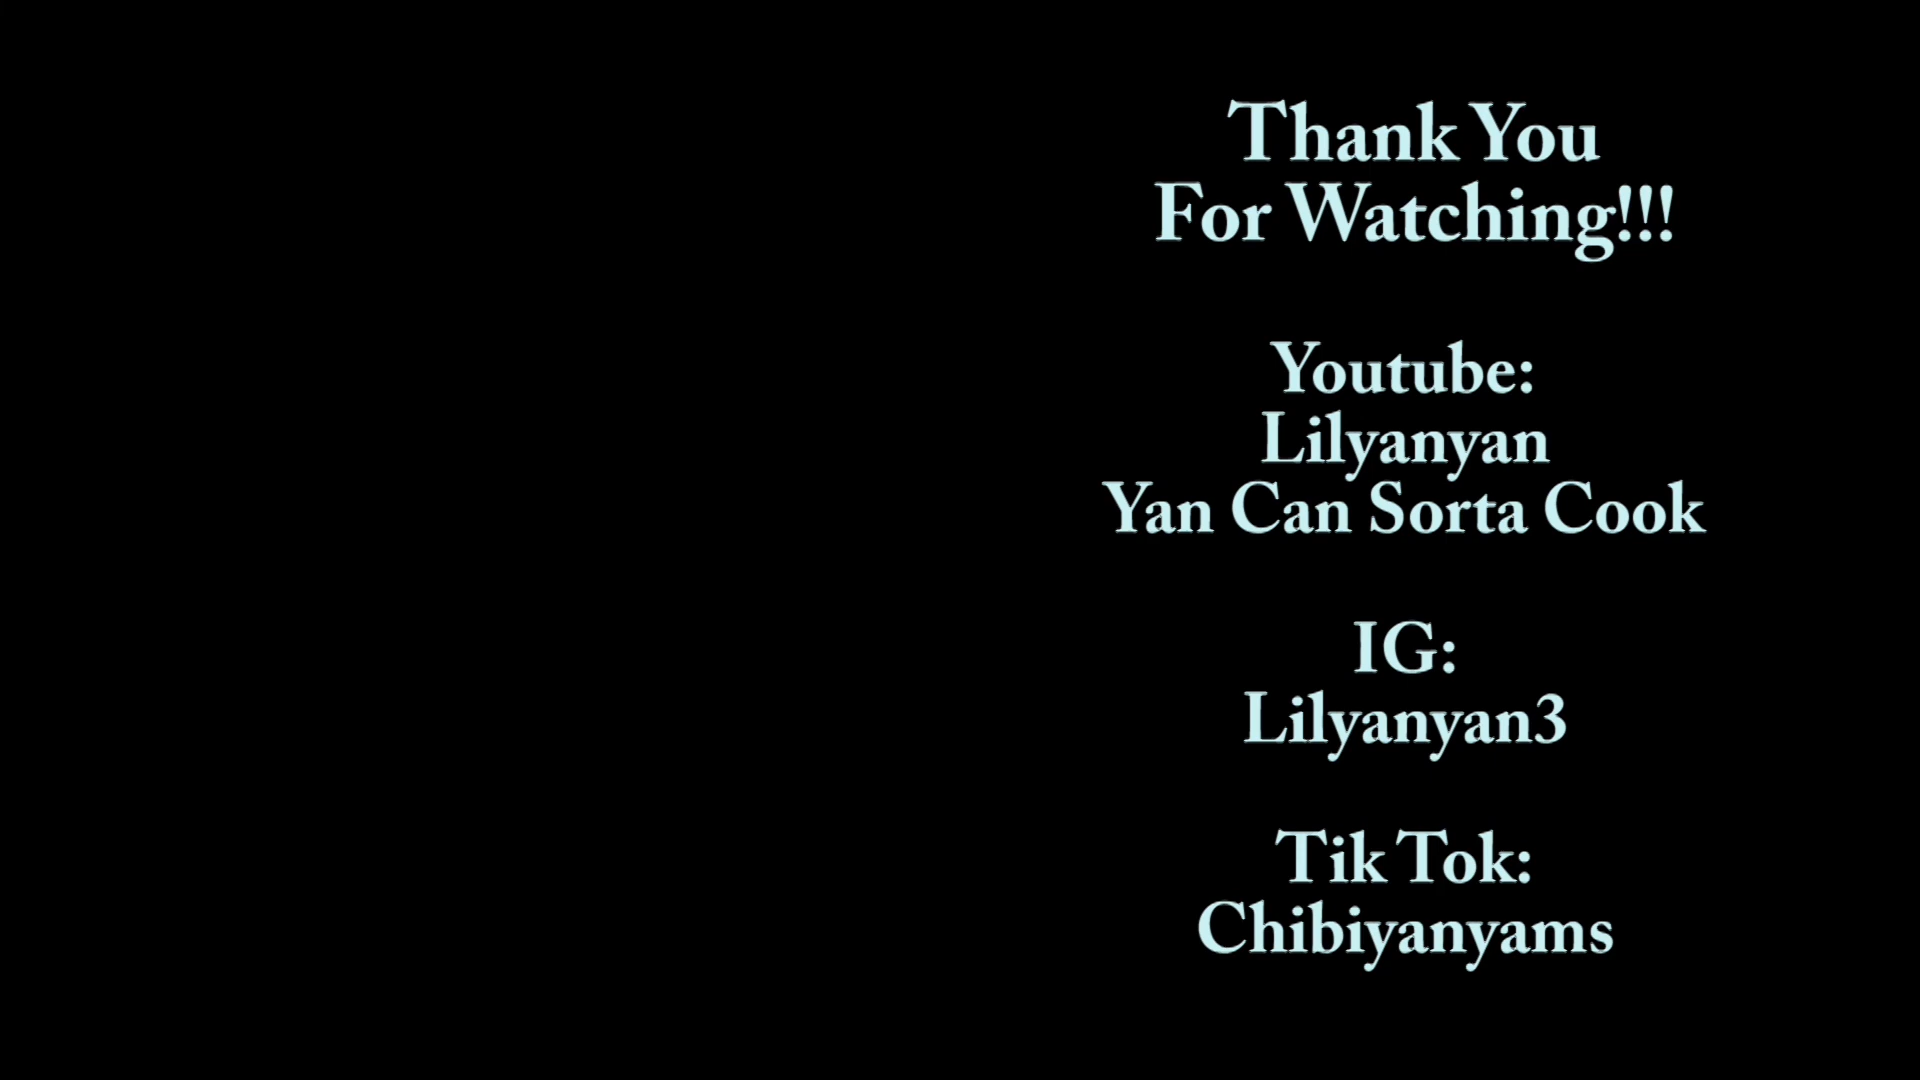 Thank You
For Watching!!!
Youtube:
Lilyanyan
Yan Can Sorta Cook
IG:
Lilyanyan3
Tik Tok:
Chibiyanyams